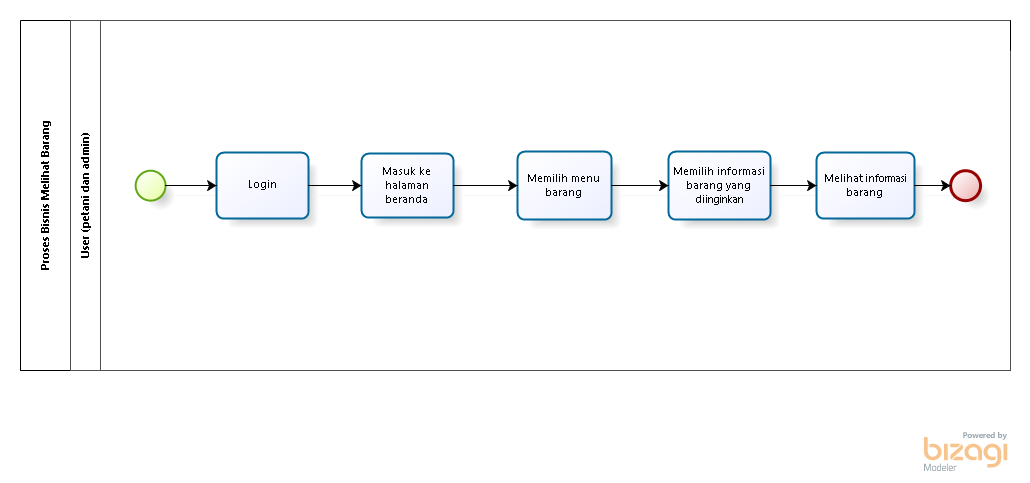 Proses Bisnis Melihat Barang
User (petani dan admin)
Login
Masuk ke
halaman
beranda
Memilih menu
barang
Memilih informasi
barang yang
diinginkan
Melihat informasi
barang
Powered by
bizagi
Modeler